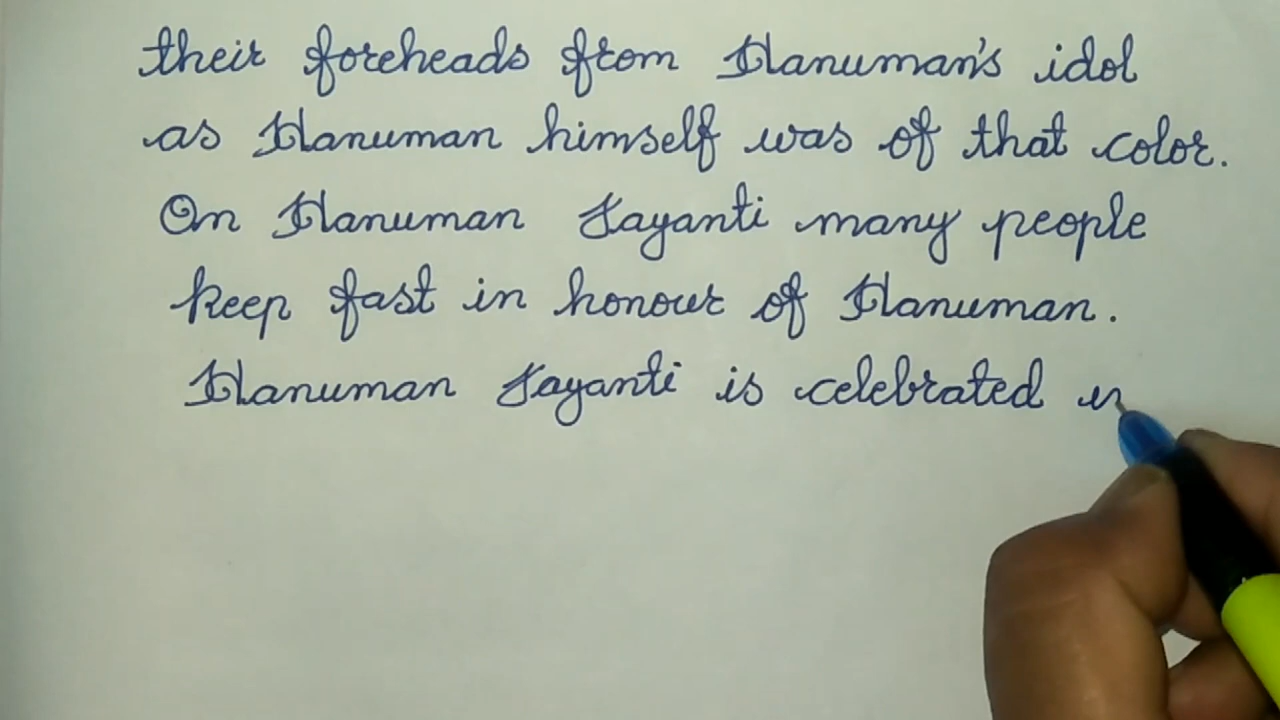 their foreheads from Hanuman's idol
as Hanuman himself was of that color.
On Hanuman Jayanti many people
keep fast in honour of Hanuman.
Hanuman Jayanti is celebrated